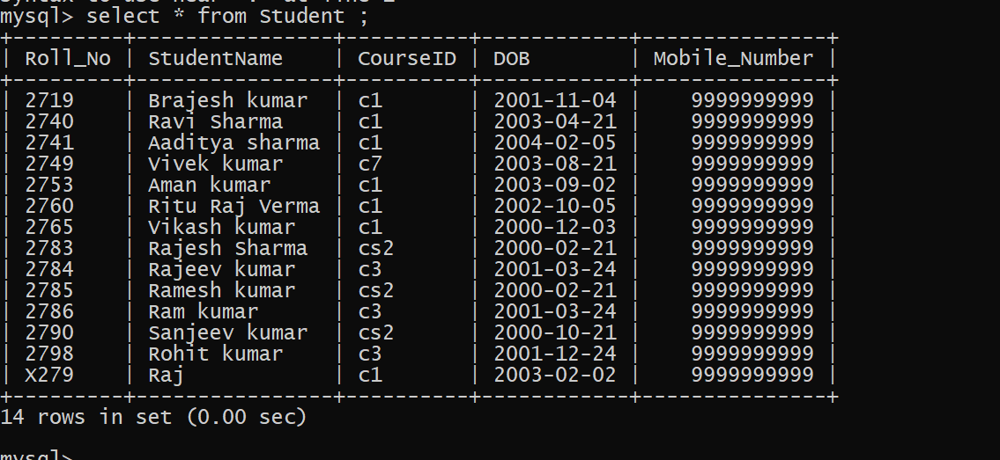 mysql> select * from Student ;
+---------+----------------+----------+------------+---------------+
| Roll_No | StudentName    | CourseID | DOB        | Mobile_Number |
+---------+----------------+----------+------------+---------------+
| 2719    | Brajesh kumar  | c1       | 2001-11-04 |    9999999999 |
| 2740    | Ravi Sharma    | c1       | 2003-04-21 |    9999999999 |
| 2741    | Aaditya sharma | c1       | 2004-02-05 |    9999999999 |
| 2749    | Vivek kumar    | c7       | 2003-08-21 |    9999999999 |
| 2753    | Aman kumar     | c1       | 2003-09-02 |    9999999999 |
| 2760    | Ritu Raj Verma | c1       | 2002-10-05 |    9999999999 |
| 2765    | Vikash kumar   | c1       | 2000-12-03 |    9999999999 |
| 2783    | Rajesh Sharma  | cs2      | 2000-02-21 |    9999999999 |
| 2784    | Rajeev kumar   | c3       | 2001-03-24 |    9999999999 |
| 2785    | Ramesh kumar   | cs2      | 2000-02-21 |    9999999999 |
| 2786    | Ram kumar      | c3       | 2001-03-24 |    9999999999 |
| 2790    | Sanjeev kumar  | cs2      | 2000-10-21 |    9999999999 |
| 2798    | Rohit kumar    | c3       | 2001-12-24 |    9999999999 |
| X279    | Raj            | c1       | 2003-02-02 |    9999999999 |
+---------+----------------+----------+------------+---------------+
14 rows in set (0.00 sec)
mysql>